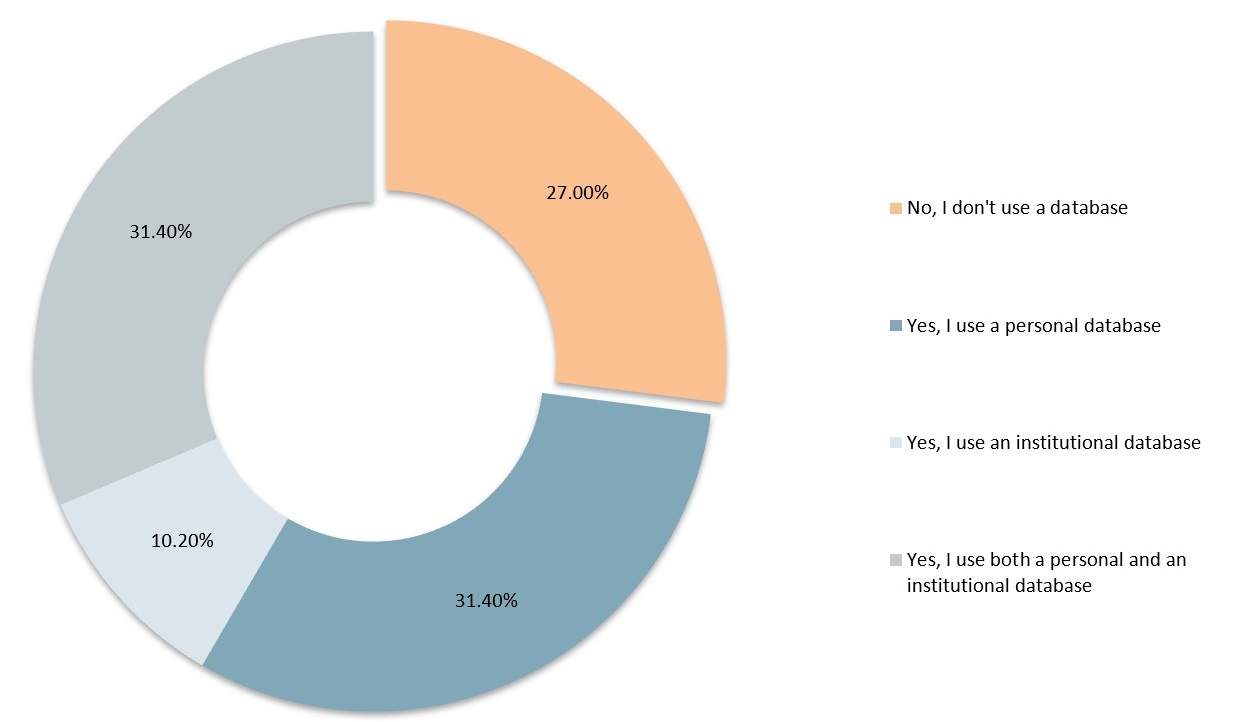 27.00%
31.40%
10.20%
31.40%
No, I don't use a database
Yes, I use a personal database
Yes, I use an institutional database
Yes, I use both a personal and an
institutional database